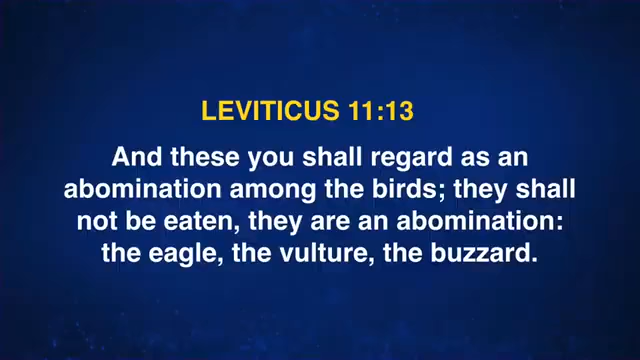 LEVITICUS 11:13
And these you shall regard as an
abomination among the birds; they shall
not be eaten, they are an abomination:
the eagle, the vulture, the buzzard.